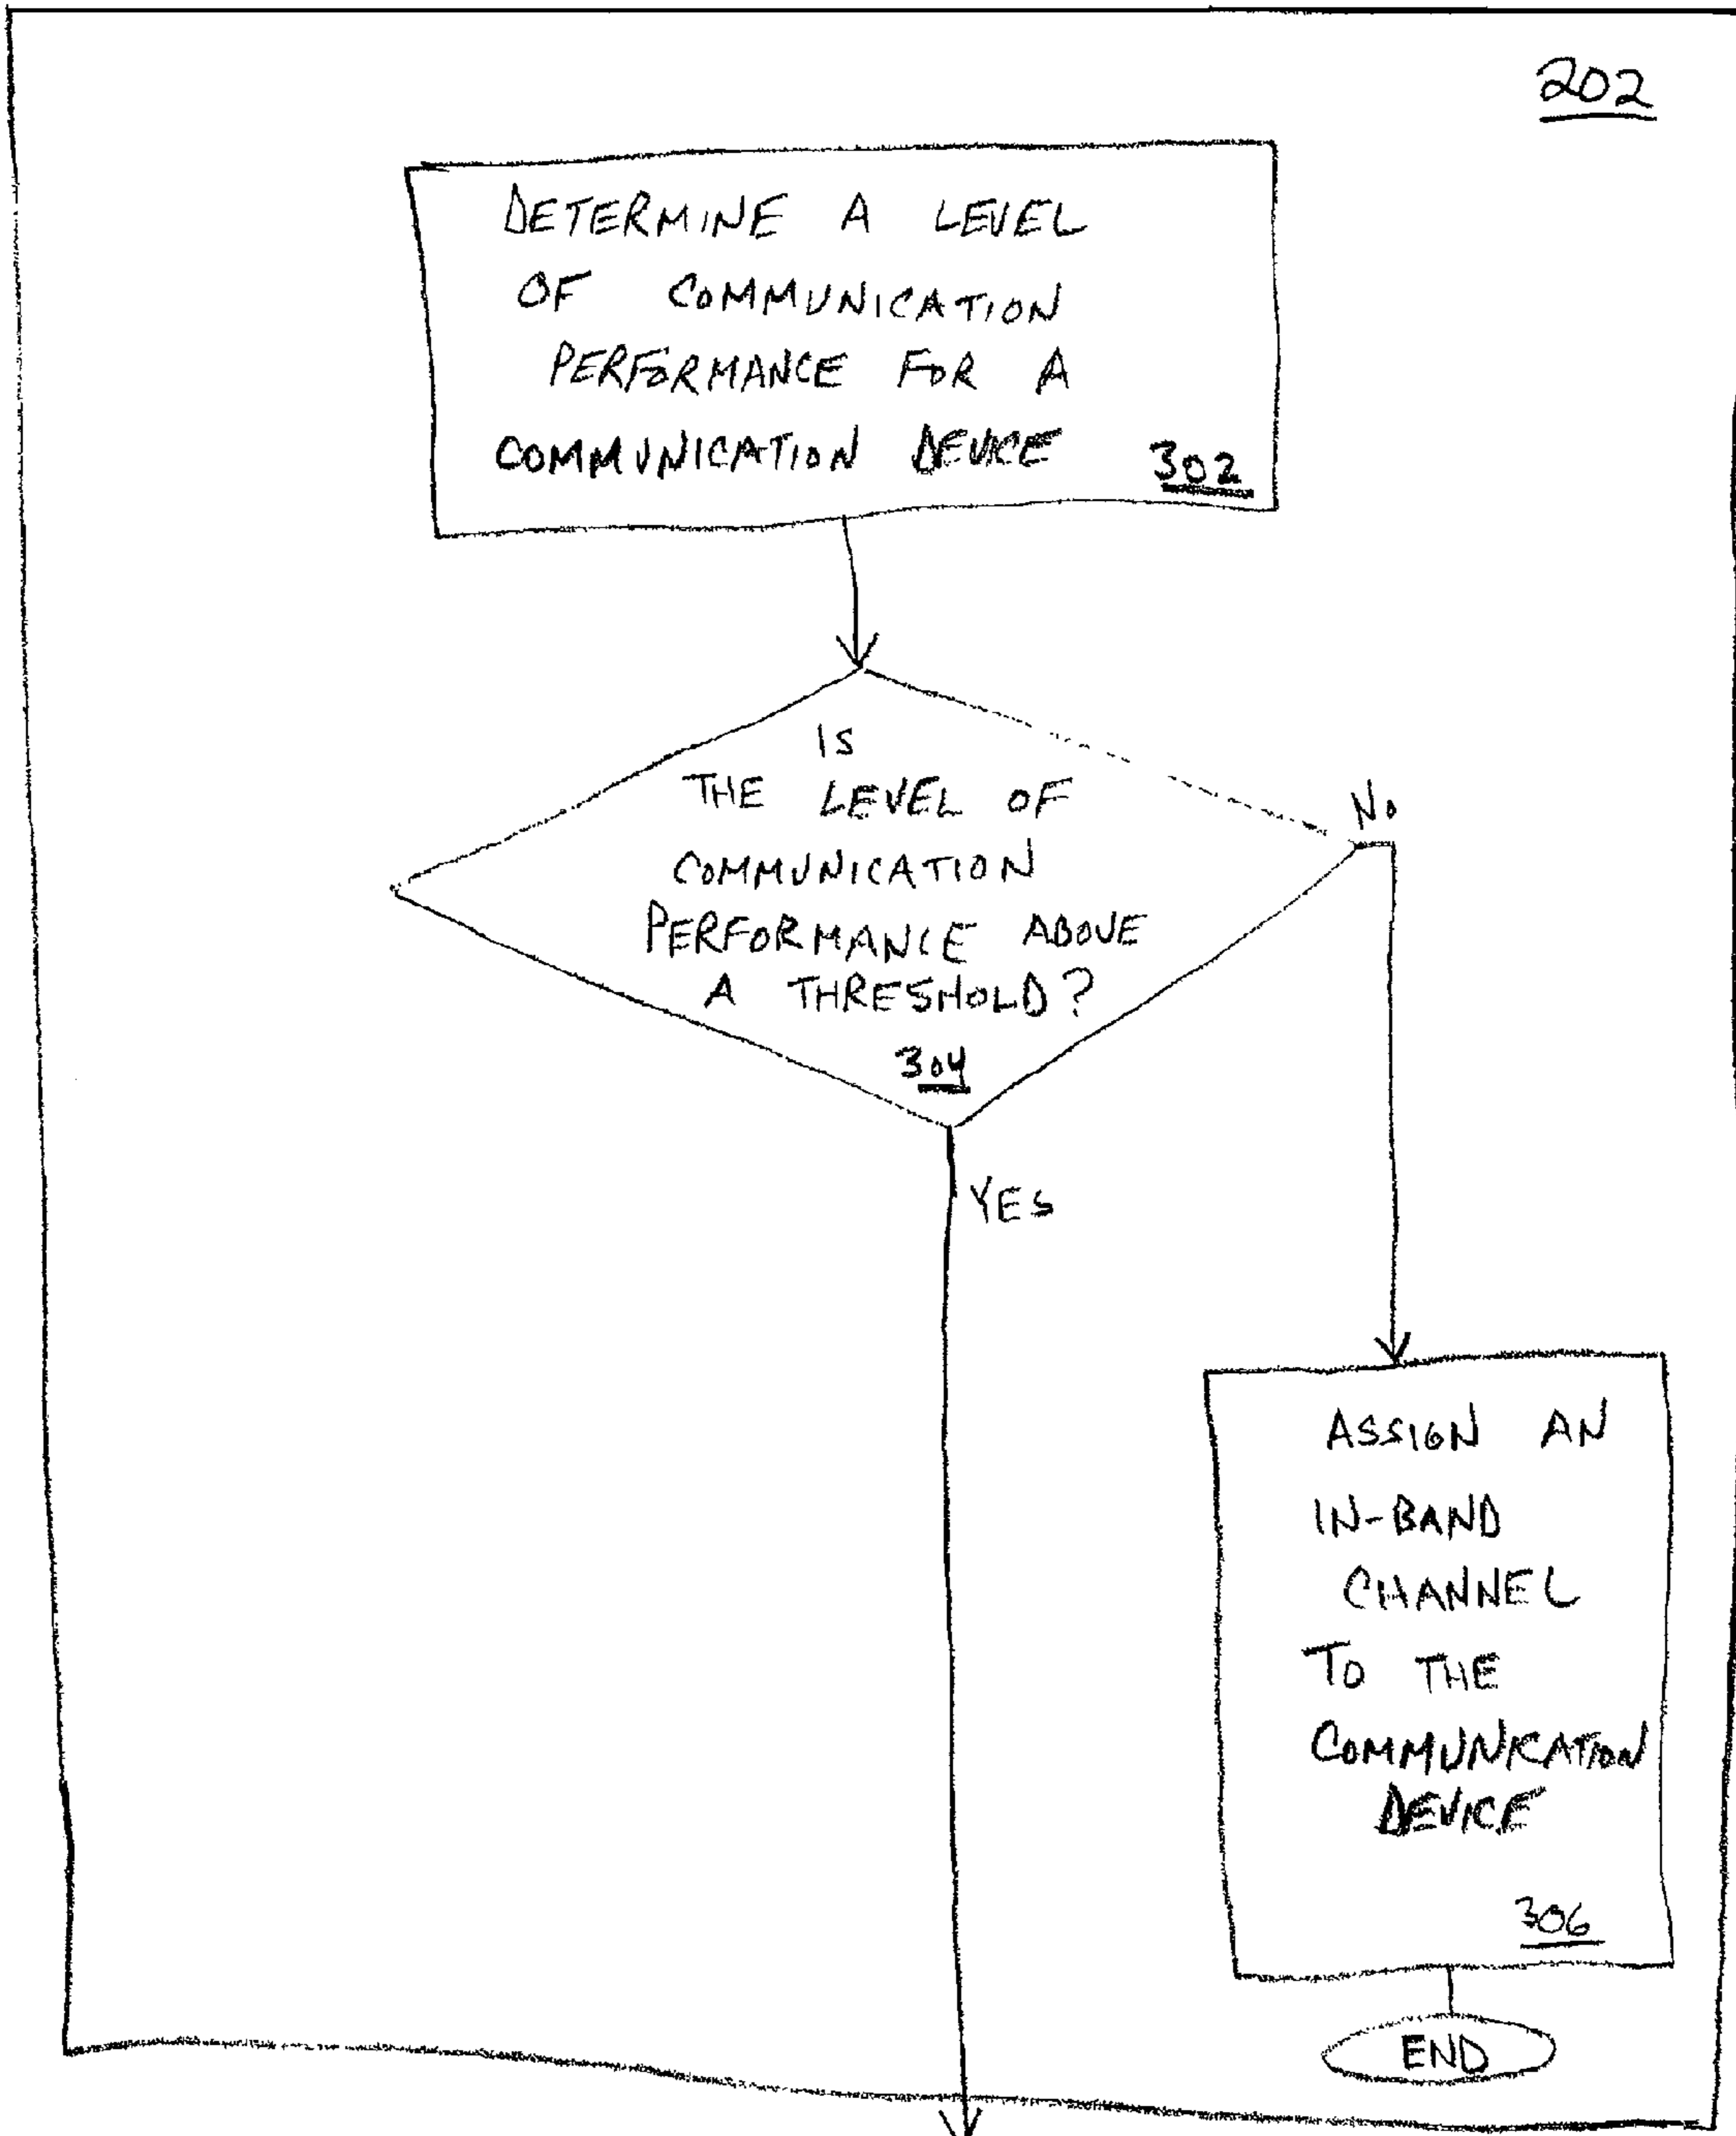 202
DETERMINE A LEVEL
OF COMMUNICATION
PERFORMANCE FOR A
COMMUNICATION DEVICE 302
IS
THE LEVEL OF
COMMUNICATION
PERFORMANCE ABOVE
A THRESHOLD?
304
NO
YES
ASSIGN AN
IN-BAND
CHANNEL
TO THE
COMMUNICATION
DEVICE
306
END